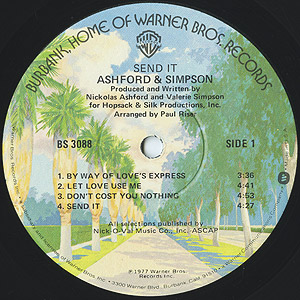 BURBANK, HOME OF WARNER BROS. RECORDS
SEND IT
ASHFORD & SIMPSON
Produced and Written by
Nickolas Ashford and Valerie Simpson
for Hopsack & Silk Productions, Inc.
Arranged by Paul Riser
BS 3088 SIDE 1
1. BY WAY OF LOVE'S EXPRESS 3:36
2. LET LOVE USE ME 4:41
3. DON'T COST YOU NOTHING 4:53
4. SEND IT 4:27
All selections published by
Nick-O-Val Music Co., Inc. ASCAP
℗ 1977 Warner Bros.
Records Inc.